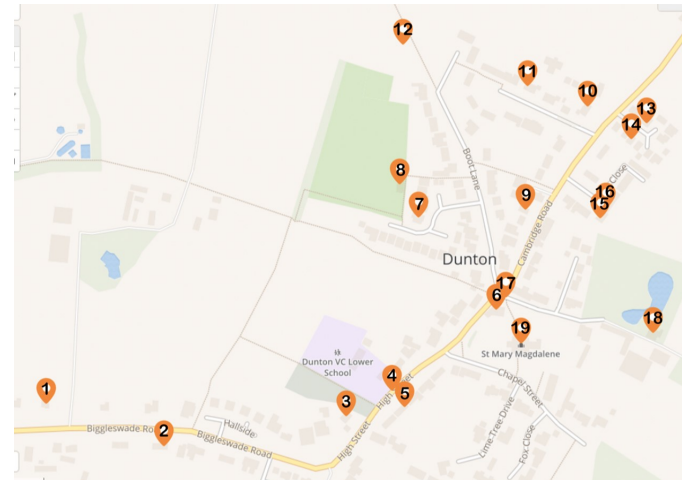 12
11
10
13
14
Boot Lane
8
7
9
16
Close
15
Cambridge Road
Dunton
17
6
18
19
St Mary Magdalene
Dunton VC Lower
School
4
High Street
5
3
1
Chapel Street
Lime Tree Drive
Fox Close
2
Biggleswade Ro
Hallside
Biggleswade Road
High Street